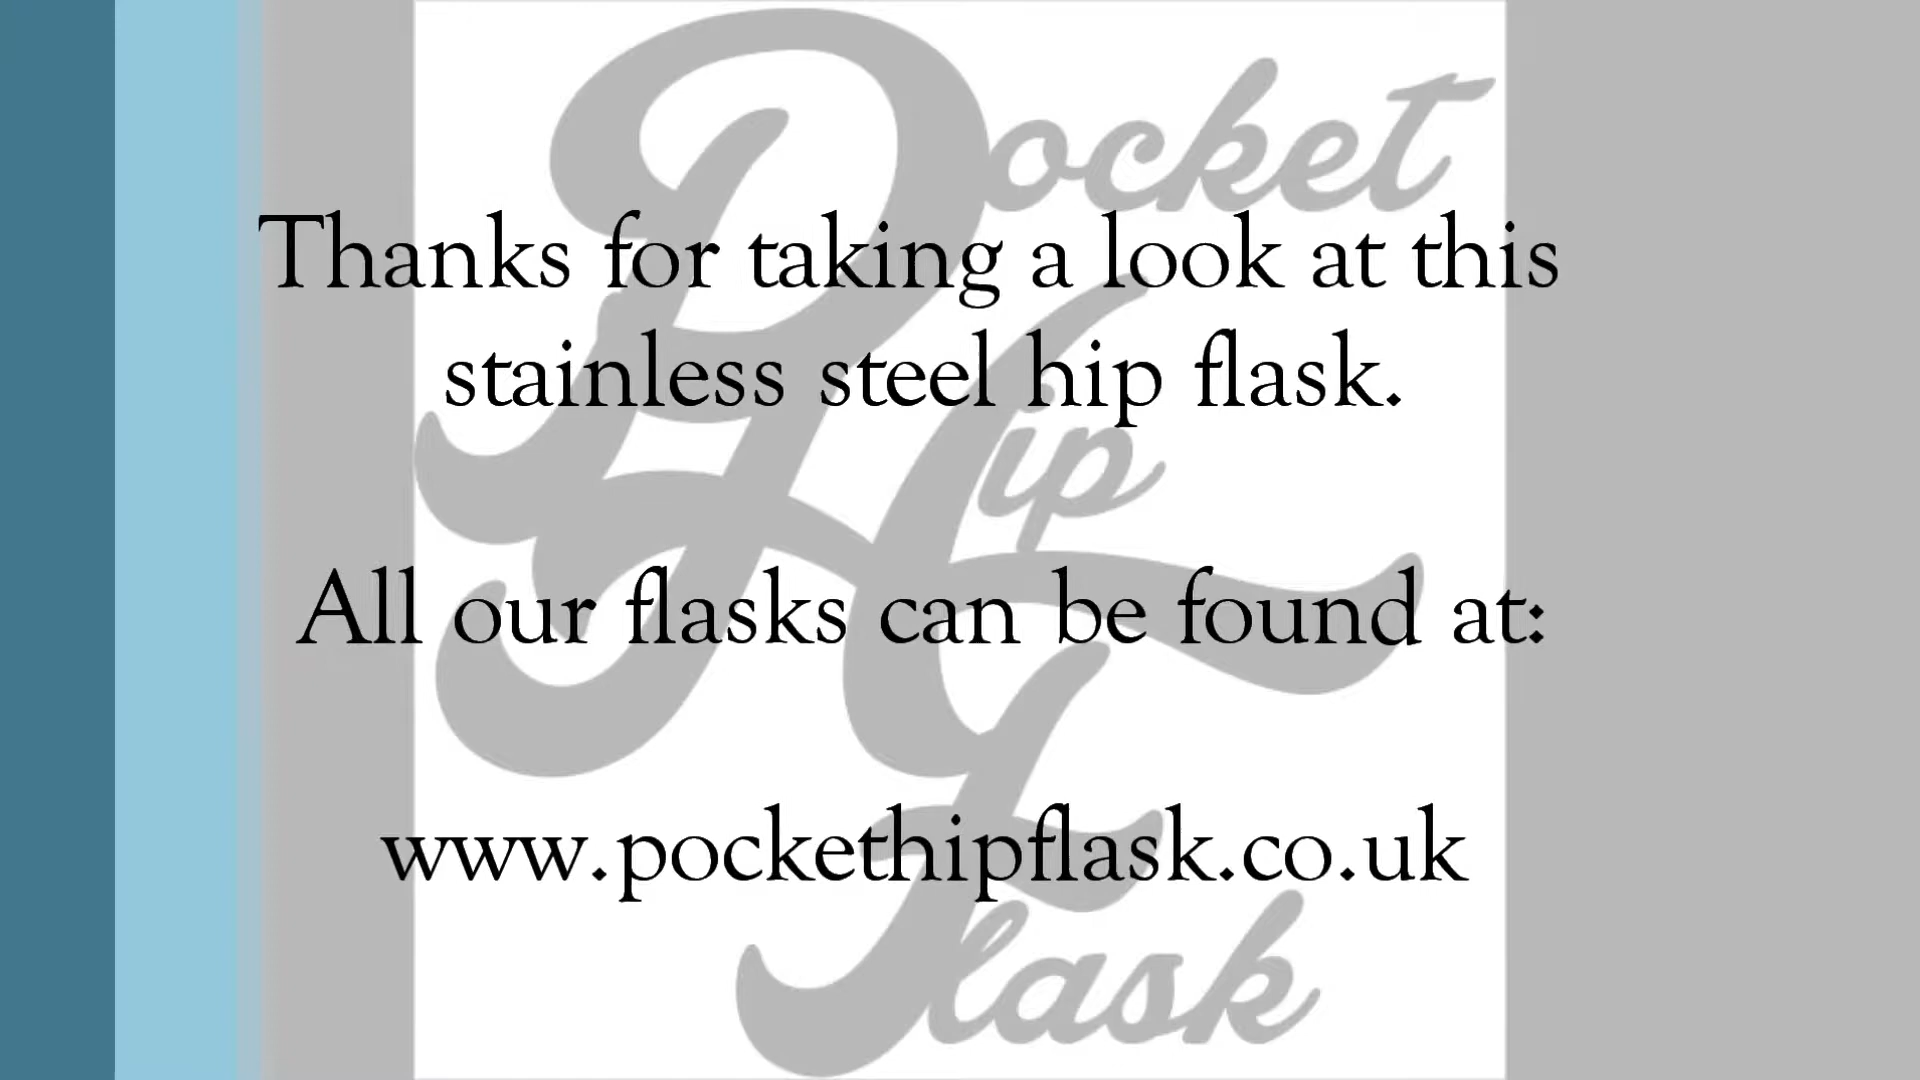 Pocket
Thanks for taking a look at this
stainless steel hip flask.
Hip
All our flasks can be found at:
www.pockethipflask.co.uk
Flask